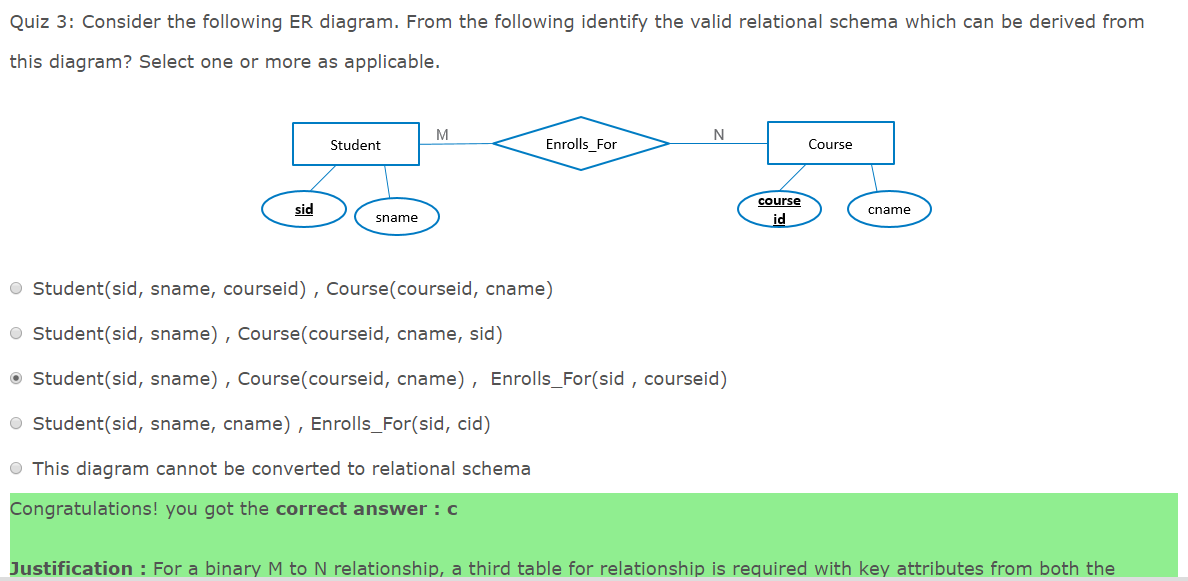 Quiz 3: Consider the following ER diagram. From the following identify the valid relational schema which can be derived from
this diagram? Select one or more as applicable.
Student
M
Enrolls_For
N
Course
sid
sname
course
id
cname
Student(sid, sname, courseid) , Course(courseid, cname)
Student(sid, sname) , Course(courseid, cname, sid)
Student(sid, sname) , Course(courseid, cname) , Enrolls_For(sid , courseid)
Student(sid, sname, cname) , Enrolls_For(sid, cid)
This diagram cannot be converted to relational schema
Congratulations! you got the correct answer : c
Justification : For a binary M to N relationship, a third table for relationship is required with key attributes from both the